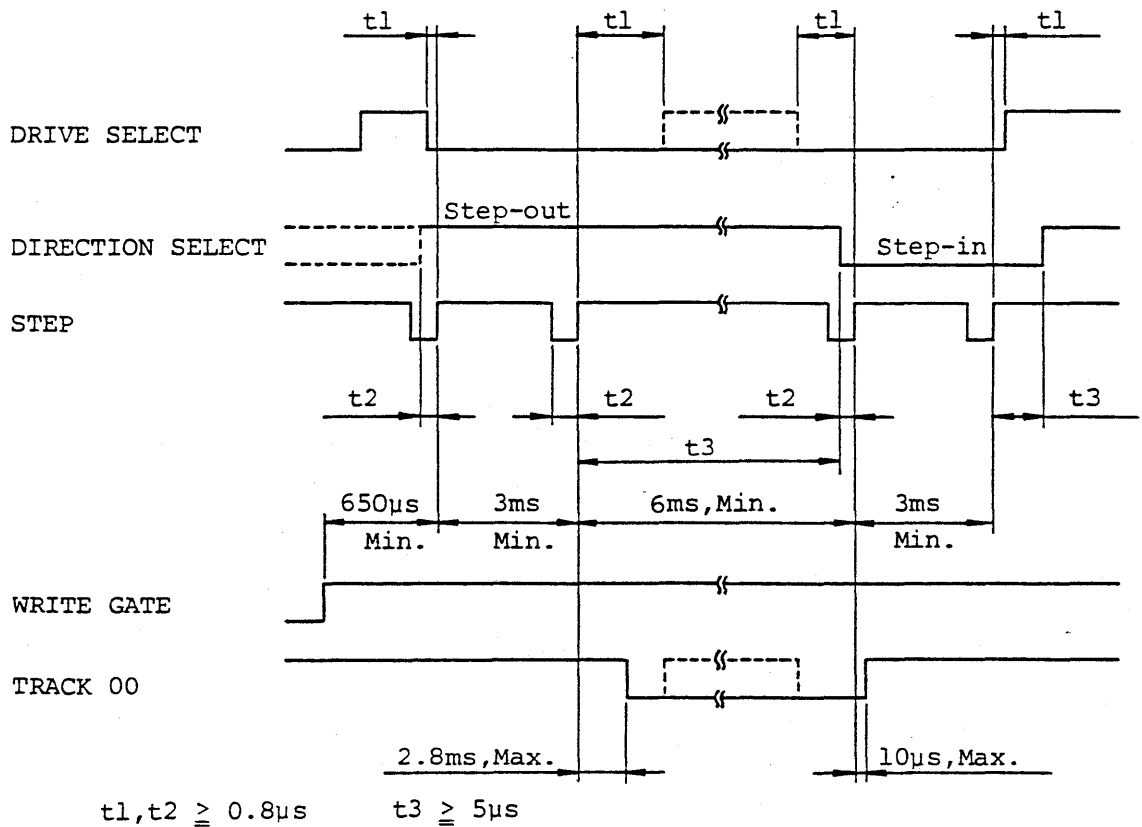 t1 t1 t1 t1
DRIVE SELECT
Step-out
DIRECTION SELECT
Step-in
STEP
t2 t2 t2 t3
t3
650µs 3ms 6ms,Min. 3ms
Min. Min. Min.
WRITE GATE
TRACK 00
2.8ms,Max. 10µs,Max.
t1,t2 ≧ 0.8µs t3 ≧ 5µs